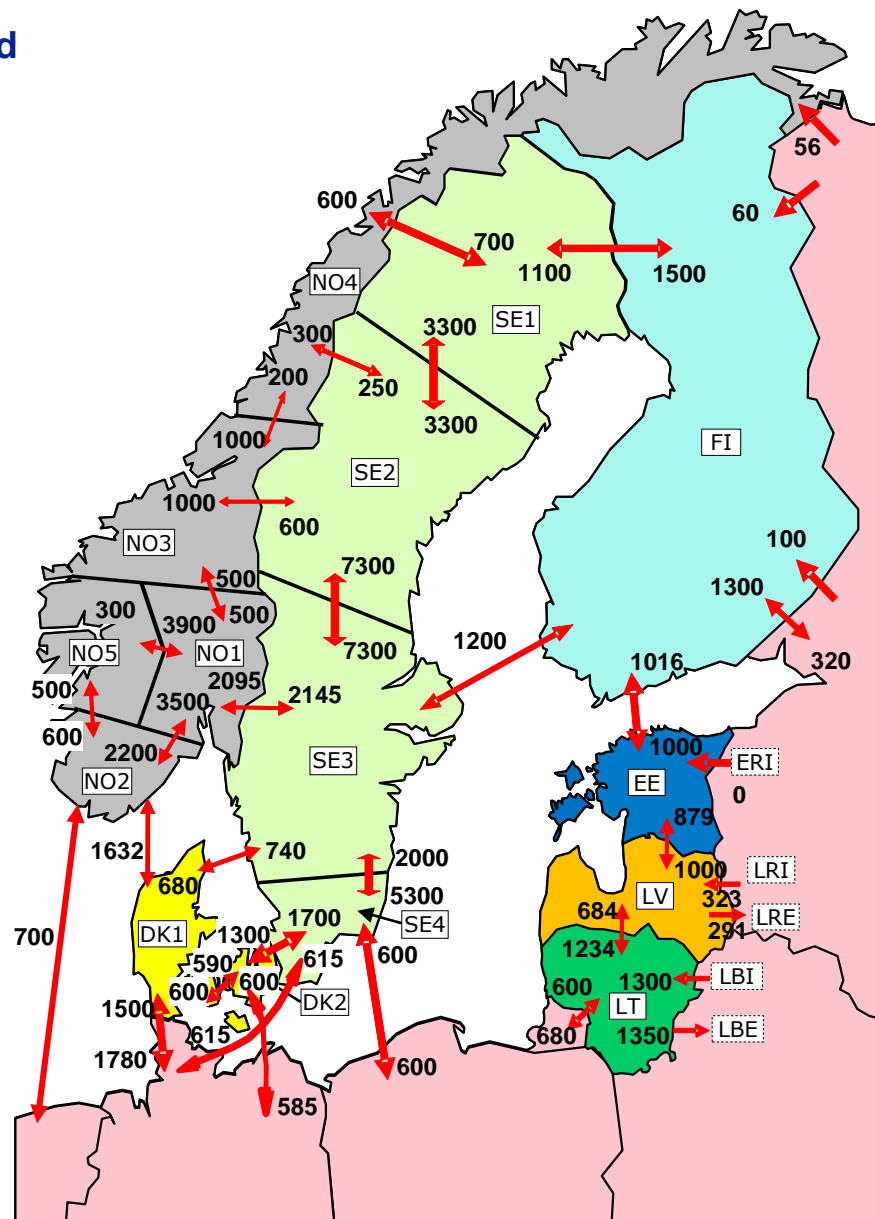 d
56
600
60
700
1100
1500
NO4
SE1
300
3300
200
250
3300
1000
FI
SE2
1000
600
NO3
100
500
7300
1300
300
500
3900
1200
7300
NO5
NO1
320
1016
500
2095
2145
3500
600
2200
1000
SE3
NO2
EE
ERI
0
879
1632
740
2000
1000
LRI
680
5300
LV
323
684
LRE
1700
SE4
291
DK1
1300
700
600
1234
615
590
600
1300
LBI
600
600
DK2
LT
1500
615
680
1350
LBE
1780
600
585